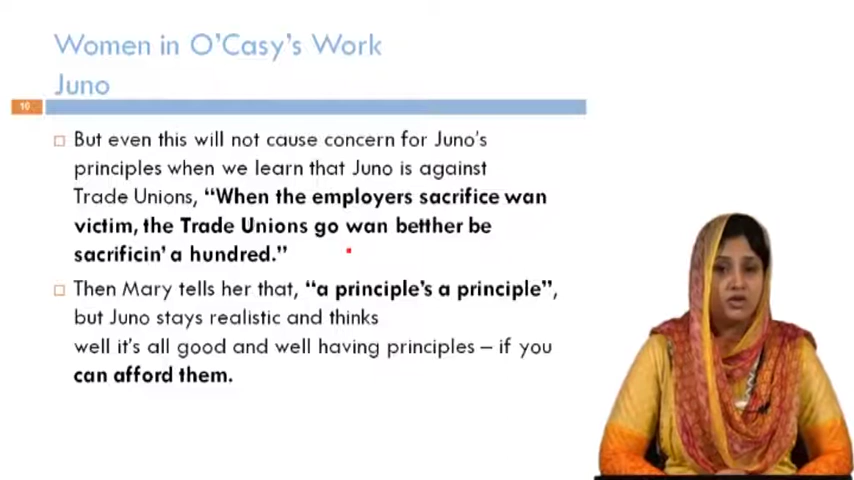 Women in O'Casy's Work
Juno
10
But even this will not cause concern for Juno's
principles when we learn that Juno is against
Trade Unions, "When the employers sacrifice wan
victim, the Trade Unions go wan betther be
sacrificin' a hundred."
Then Mary tells her that, "a principle's a principle",
but Juno stays realistic and thinks
well it's all good and well having principles – if you
can afford them.